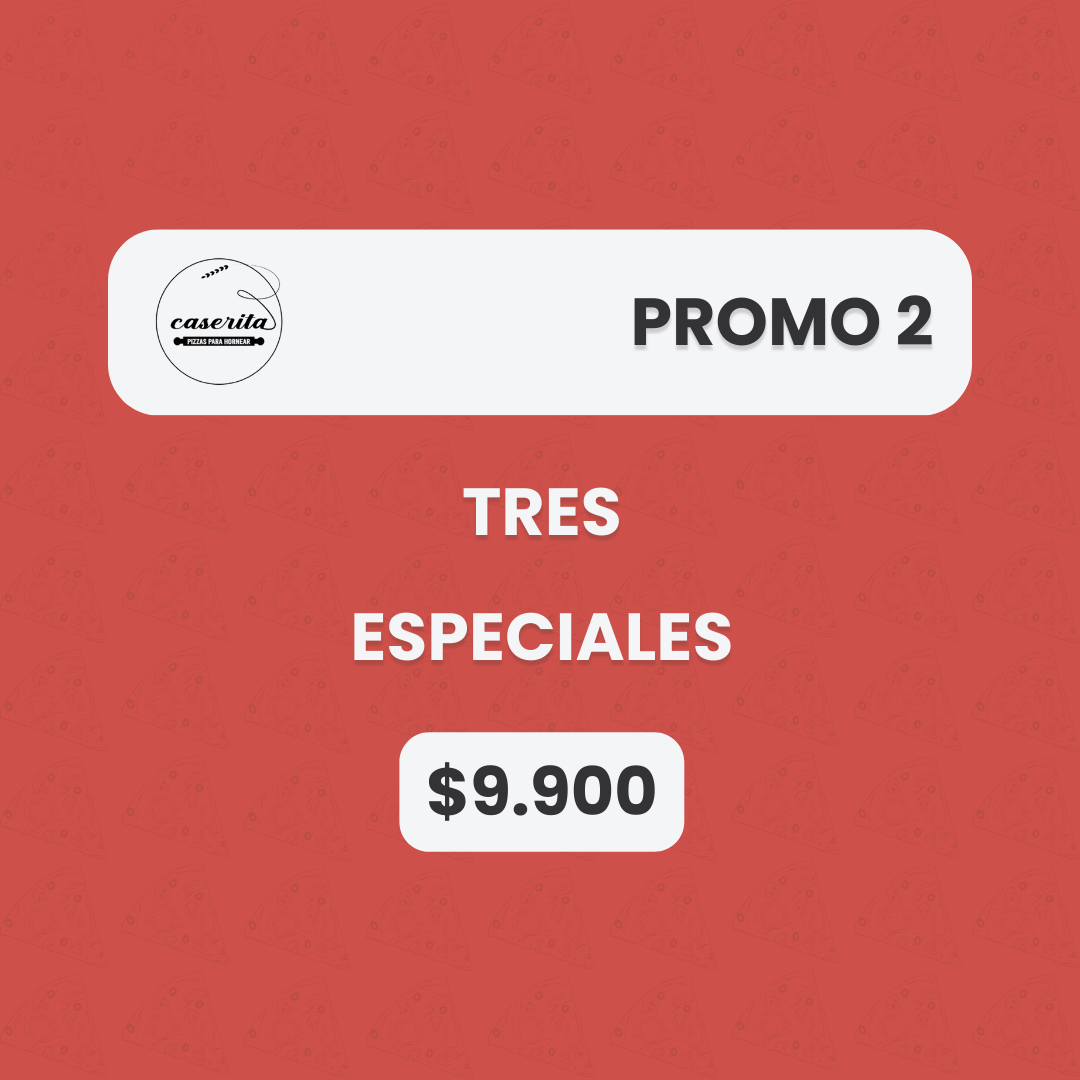 caserita
PIZZAS PARA HORNEAR
PROMO 2
TRES
ESPECIALES
$9.900